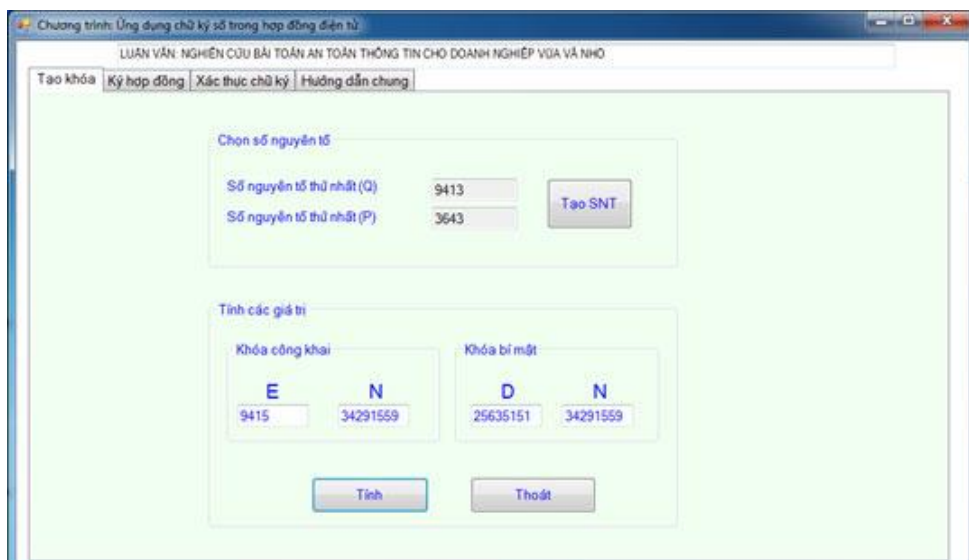 Chương trình: Ứng dụng chữ ký số trong hợp đồng điện tử
LUẬN VĂN: NGHIÊN CỨU BÀI TOÁN AN TOÀN THÔNG TIN CHO DOANH NGHIỆP VỪA VÀ NHỎ
Tạo khóa Ký hợp đồng Xác thực chữ ký Hướng dẫn chung
Chọn số nguyên tố
Số nguyên tố thứ nhất (Q) 9413
Tạo SNT
Số nguyên tố thứ nhất (P) 3643
Tính các giá trị
Khóa công khai Khóa bí mật
E N D N
9415 34291559 25635151 34291559
Tính Thoát